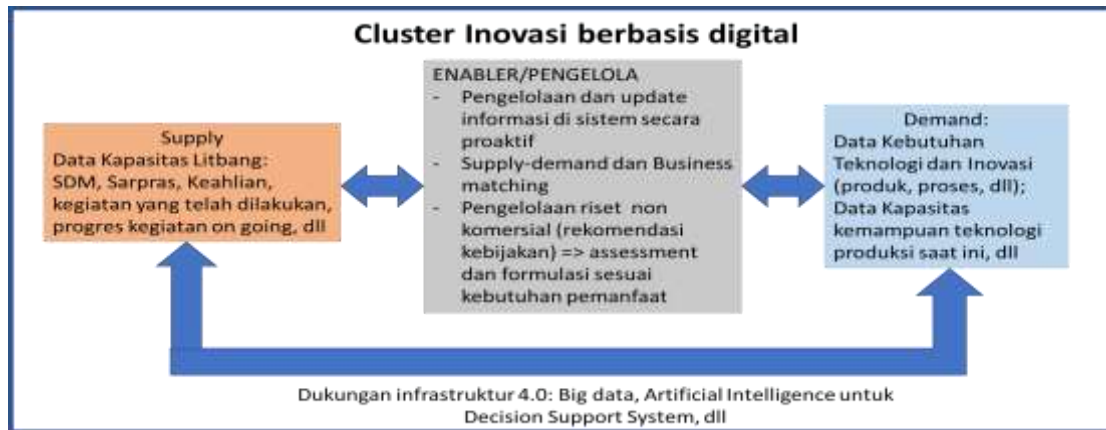 Cluster Inovasi berbasis digital
Supply
Data Kapasitas Litbang:
SDM, Sarpras, Keahlian,
kegiatan yang telah dilakukan,
progres kegiatan on going, dll
ENABLER/PENGELOLA
- Pengelolaan dan update
informasi di sistem secara
proaktif
- Supply-demand dan Business
matching
- Pengelolaan riset non
komersial (rekomendasi
kebijakan) => assessment
dan formulasi sesuai
kebutuhan pemanfaat
Demand:
Data Kebutuhan
Teknologi dan Inovasi
(produk, proses, dll);
Data Kapasitas
kemampuan teknologi
produksi saat ini, dll
Dukungan infrastruktur 4.0: Big data, Artificial Intelligence untuk
Decision Support System, dll